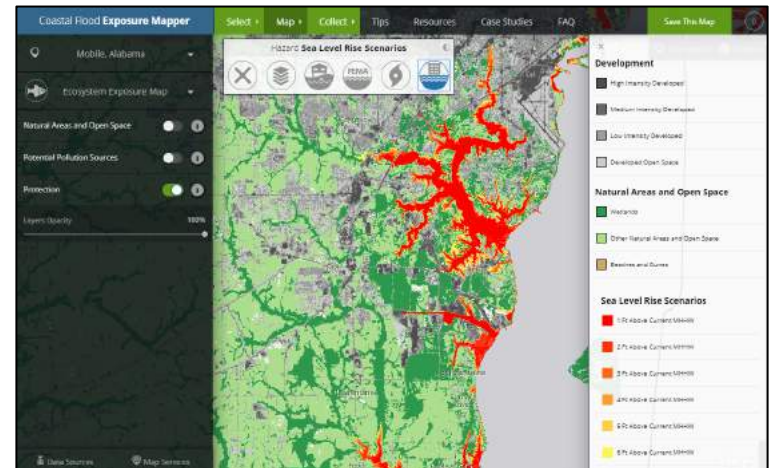 Coastal Flood Exposure Mapper
Select
Map
Collect
Tips
Resources
Case Studies
FAQ
Save This Map
Mobile, Alabama
Ecosystem Exposure Map
Natural Areas and Open Space
Potential Pollution Sources
Protection
Layers Opacity
100%
Data Sources
Map Services
Hazard Sea Level Rise Scenarios
FEMA
Development
High Intensity Developed
Medium Intensity Developed
Low Intensity Developed
Developed Open Space
Natural Areas and Open Space
Wetlands
Other Natural Areas and Open Space
Beaches and Dunes
Sea Level Rise Scenarios
1 Ft Above Current MHHW
2 Ft Above Current MHHW
3 Ft Above Current MHHW
4 Ft Above Current MHHW
5 Ft Above Current MHHW
6 Ft Above Current MHHW